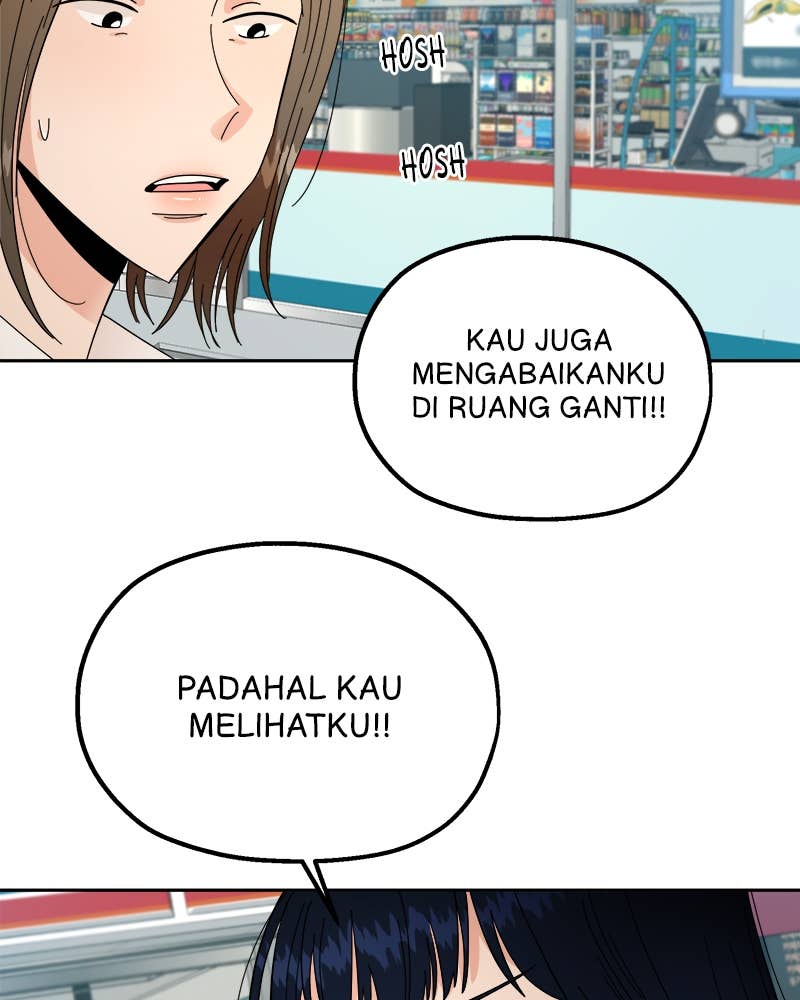 HOSH
HOSH
KAU JUGA
MENGABAIKANKU
DI RUANG GANTI!!
PADAHAL KAU
MELIHATKU!!